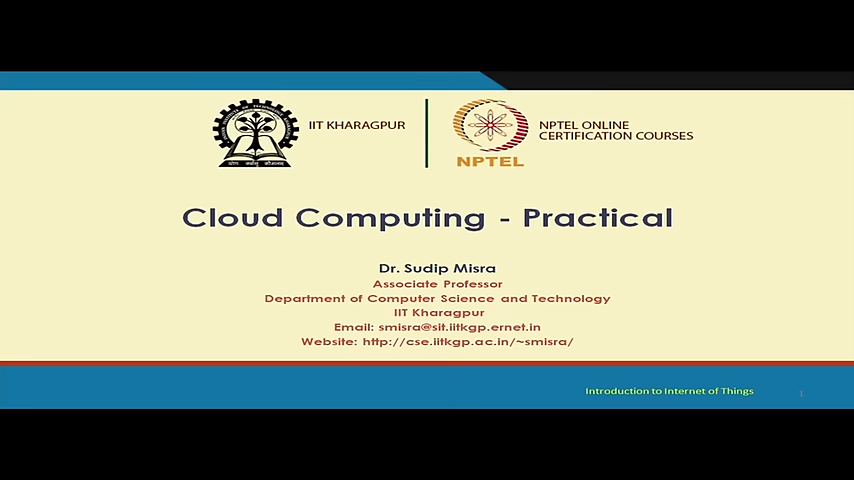 IIT KHARAGPUR
NPTEL ONLINE
CERTIFICATION COURSES
NPTEL
Cloud Computing - Practical
Dr. Sudip Misra
Associate Professor
Department of Computer Science and Technology
IIT Kharagpur
Email: smisra@sit.iitkgp.ernet.in
Website: http://cse.iitkgp.ac.in/~smisra/
Introduction to Internet of Things
1